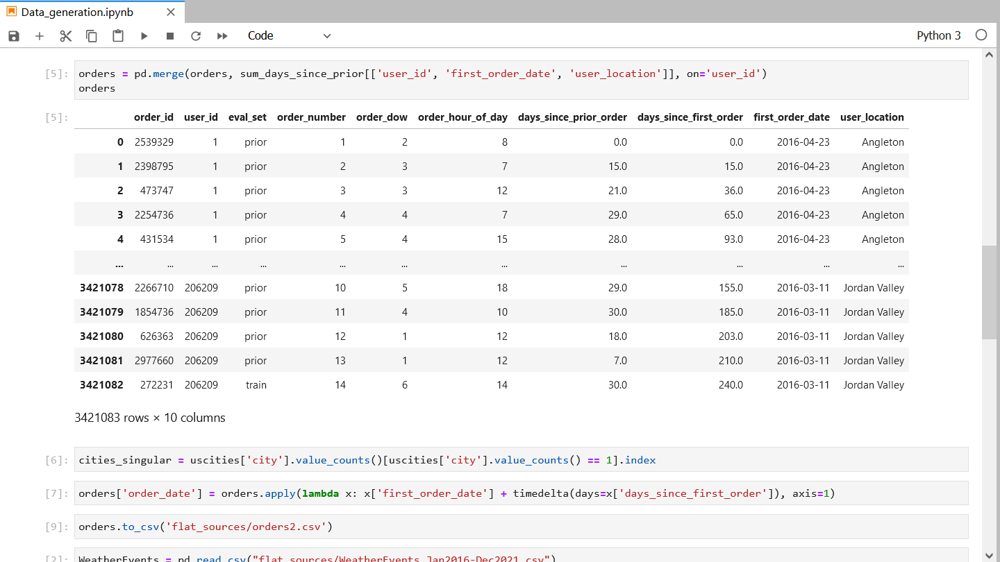 Data_generation.ipynb
Code
Python 3
[5]: orders = pd.merge(orders, sum_days_since_prior[['user_id', 'first_order_date', 'user_location']], on='user_id')
orders
[5]: order_id user_id eval_set order_number order_dow order_hour_of_day days_since_prior_order days_since_first_order first_order_date user_location
0 2539329 1 prior 1 2 8 0.0 0.0 2016-04-23 Angleton
1 2398795 1 prior 2 3 7 15.0 15.0 2016-04-23 Angleton
2 473747 1 prior 3 3 12 21.0 36.0 2016-04-23 Angleton
3 2254736 1 prior 4 4 7 29.0 65.0 2016-04-23 Angleton
4 431534 1 prior 5 4 15 28.0 93.0 2016-04-23 Angleton
... ... ... ... ... ... ... ... ... ... ...
3421078 2266710 206209 prior 10 5 18 29.0 155.0 2016-03-11 Jordan Valley
3421079 1854736 206209 prior 11 4 10 30.0 185.0 2016-03-11 Jordan Valley
3421080 626363 206209 prior 12 1 12 18.0 203.0 2016-03-11 Jordan Valley
3421081 2977660 206209 prior 13 1 12 7.0 210.0 2016-03-11 Jordan Valley
3421082 272231 206209 train 14 6 14 30.0 240.0 2016-03-11 Jordan Valley
3421083 rows × 10 columns
[6]: cities_singular = uscities['city'].value_counts()[uscities['city'].value_counts() == 1].index
[7]: orders['order_date'] = orders.apply(lambda x: x['first_order_date'] + timedelta(days=x['days_since_first_order']), axis=1)
[9]: orders.to_csv('flat_sources/orders2.csv')
[2]: WeatherEvents = pd.read_csv("flat_sources/WeatherEvents_Jan2016-Dec2021.csv")